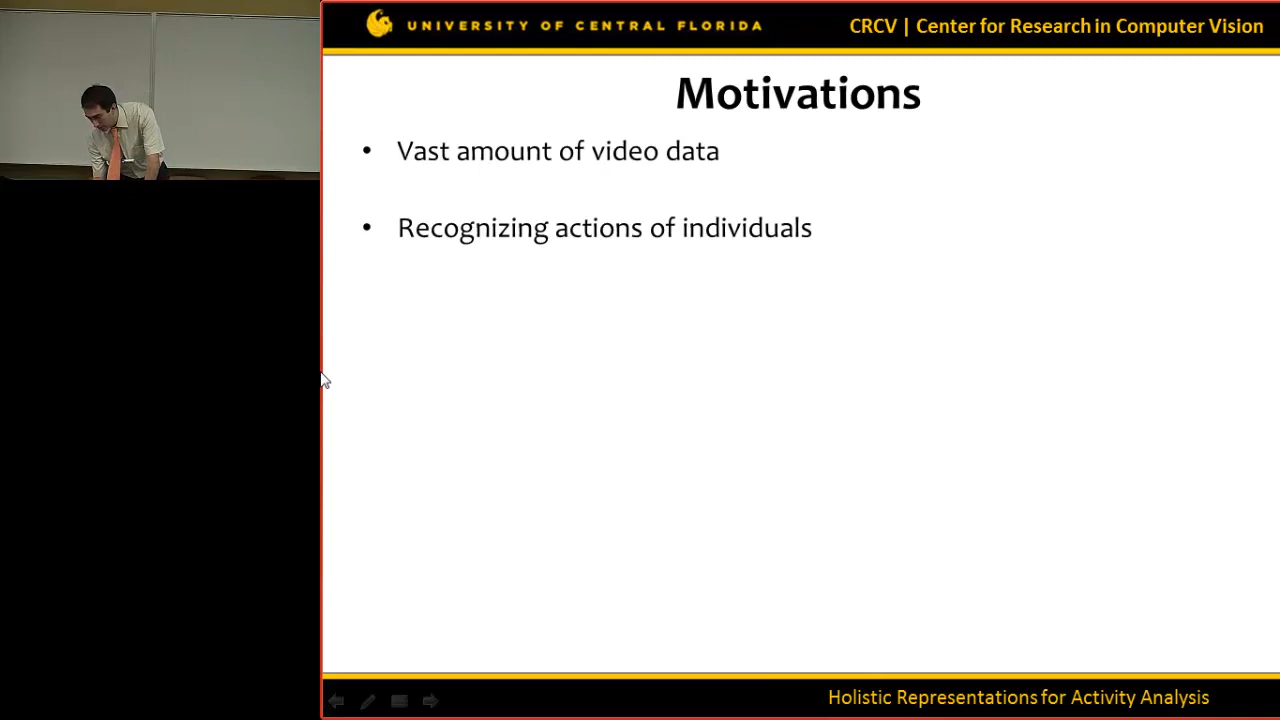 UNIVERSITY OF CENTRAL FLORIDA
CRCV | Center for Research in Computer Vision
Motivations
• Vast amount of video data
• Recognizing actions of individuals
Holistic Representations for Activity Analysis